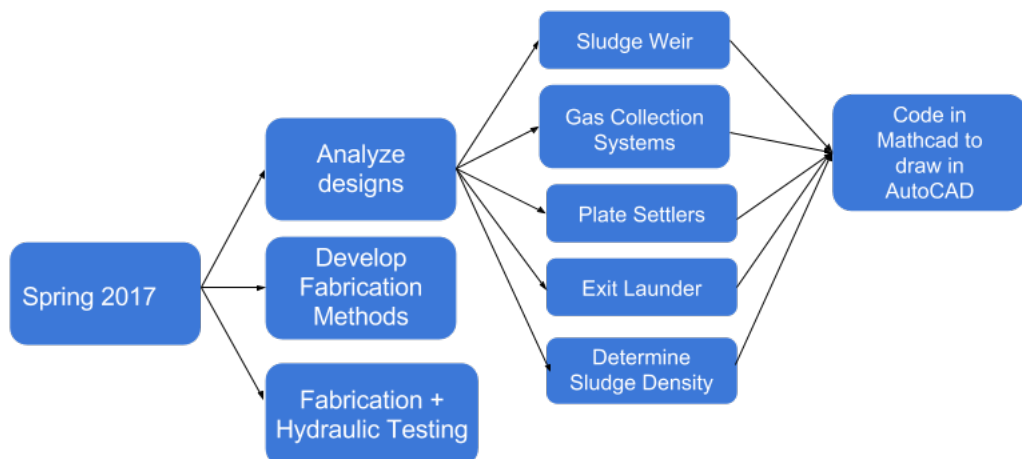 Spring 2017
Analyze
designs
Develop
Fabrication
Methods
Fabrication +
Hydraulic Testing
Sludge Weir
Gas Collection
Systems
Plate Settlers
Exit Launder
Determine
Sludge Density
Code in
Mathcad to
draw in
AutoCAD